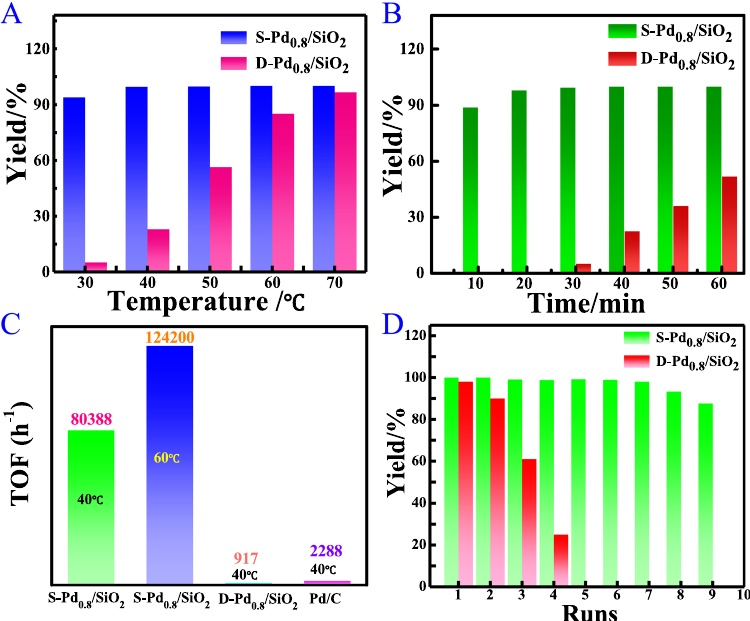 A
S-Pd0.8/SiO2
D-Pd0.8/SiO2
120
90
60
30
0
Yield/%
30 40 50 60 70
Temperature /℃
B
S-Pd0.8/SiO2
D-Pd0.8/SiO2
120
90
60
30
0
Yield/%
10 20 30 40 50 60
Time/min
C
124200
80388
60℃
40℃
917
40℃
2288
40℃
TOF (h-1)
S-Pd0.8/SiO2 S-Pd0.8/SiO2 D-Pd0.8/SiO2 Pd/C
D
S-Pd0.8/SiO2
D-Pd0.8/SiO2
120
100
80
60
40
20
0
Yield/%
1 2 3 4 5 6 7 8 9 10
Runs